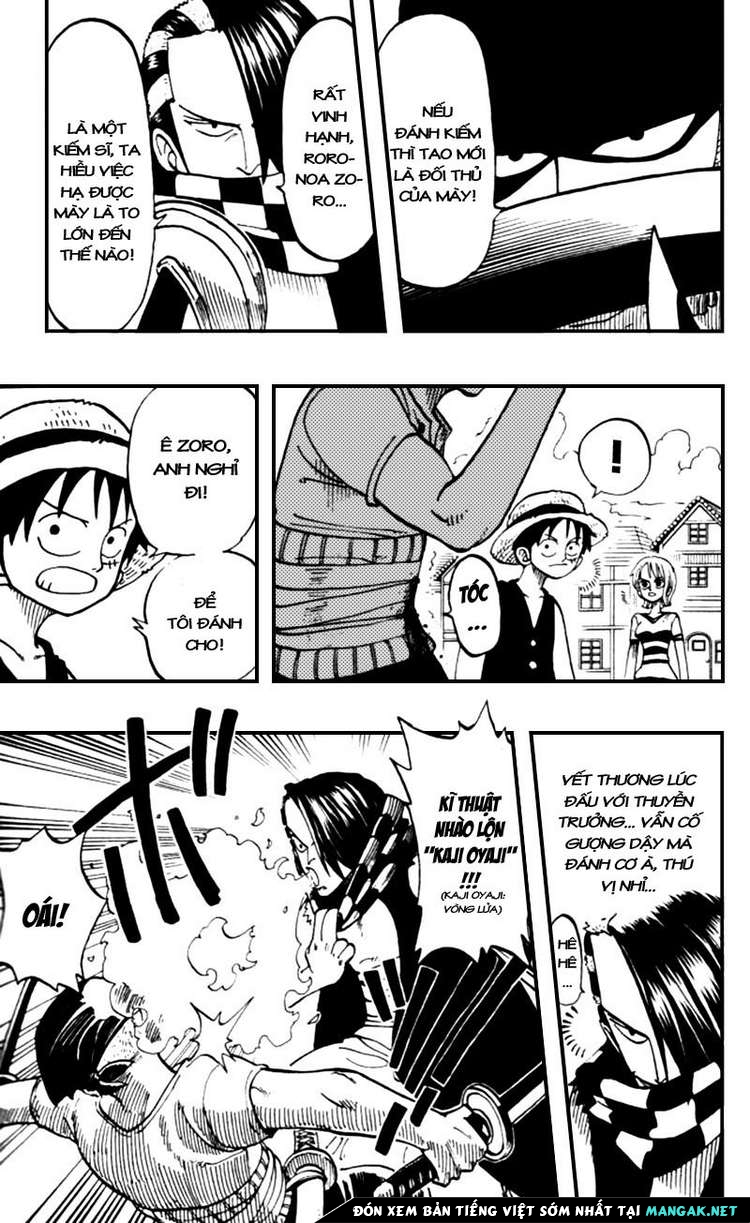 NẾU
ĐÁNH KIẾM
THÌ TAO MỚI
LÀ ĐỐI THỦ
CỦA MÀY!
RẤT
VINH
HẠNH,
RORO-
NOA ZO-
RO...
LÀ MỘT
KIẾM SĨ, TA
HIỂU VIỆC
HẠ ĐƯỢC
MÀY LÀ TO
LỚN ĐẾN
THẾ NÀO!
!
TÓC
...
Ê ZORO,
ANH NGHỈ
ĐI!
ĐỂ
TÔI ĐÁNH
CHO!
VẾT THƯƠNG LÚC
ĐẤU VỚI THUYỀN
TRƯỞNG... VẪN CỐ
GƯỢNG DẬY MÀ
ĐÁNH CƠ À, THÚ
VỊ NHỈ...
HÊ
HÊ
...
KĨ THUẬT
NHÀO LỘN
"KAJI OYAJI"
!!!
(KAJI OYAJI:
VÒNG LỬA)
OÁI!
ĐÓN XEM BẢN TIẾNG VIỆT SỚM NHẤT TẠI MANGAK.NET